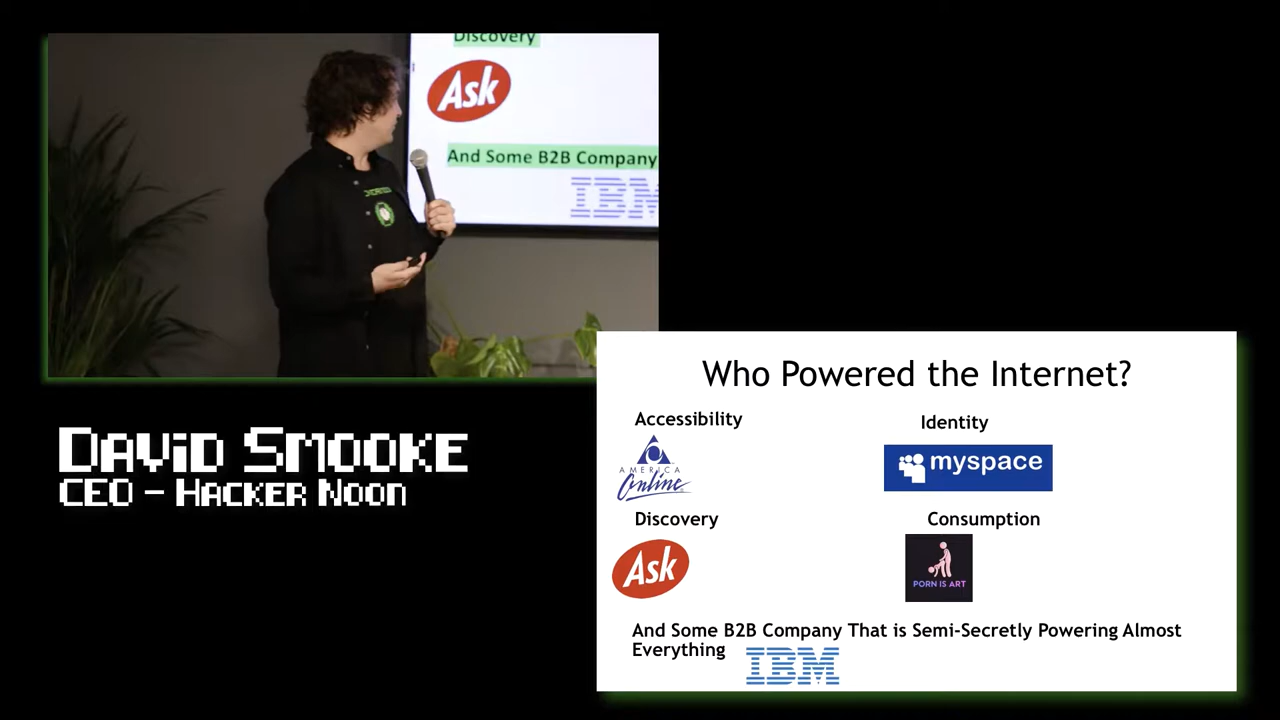 Discovery
Ask
And Some B2B Company
IBM
DAViD SMOOKE
CEO – HACKER NOON
Who Powered the Internet?
Accessibility
Identity
AMERICA
Online
myspace
Discovery
Consumption
Ask
PORN IS ART
And Some B2B Company That is Semi-Secretly Powering Almost
Everything
IBM